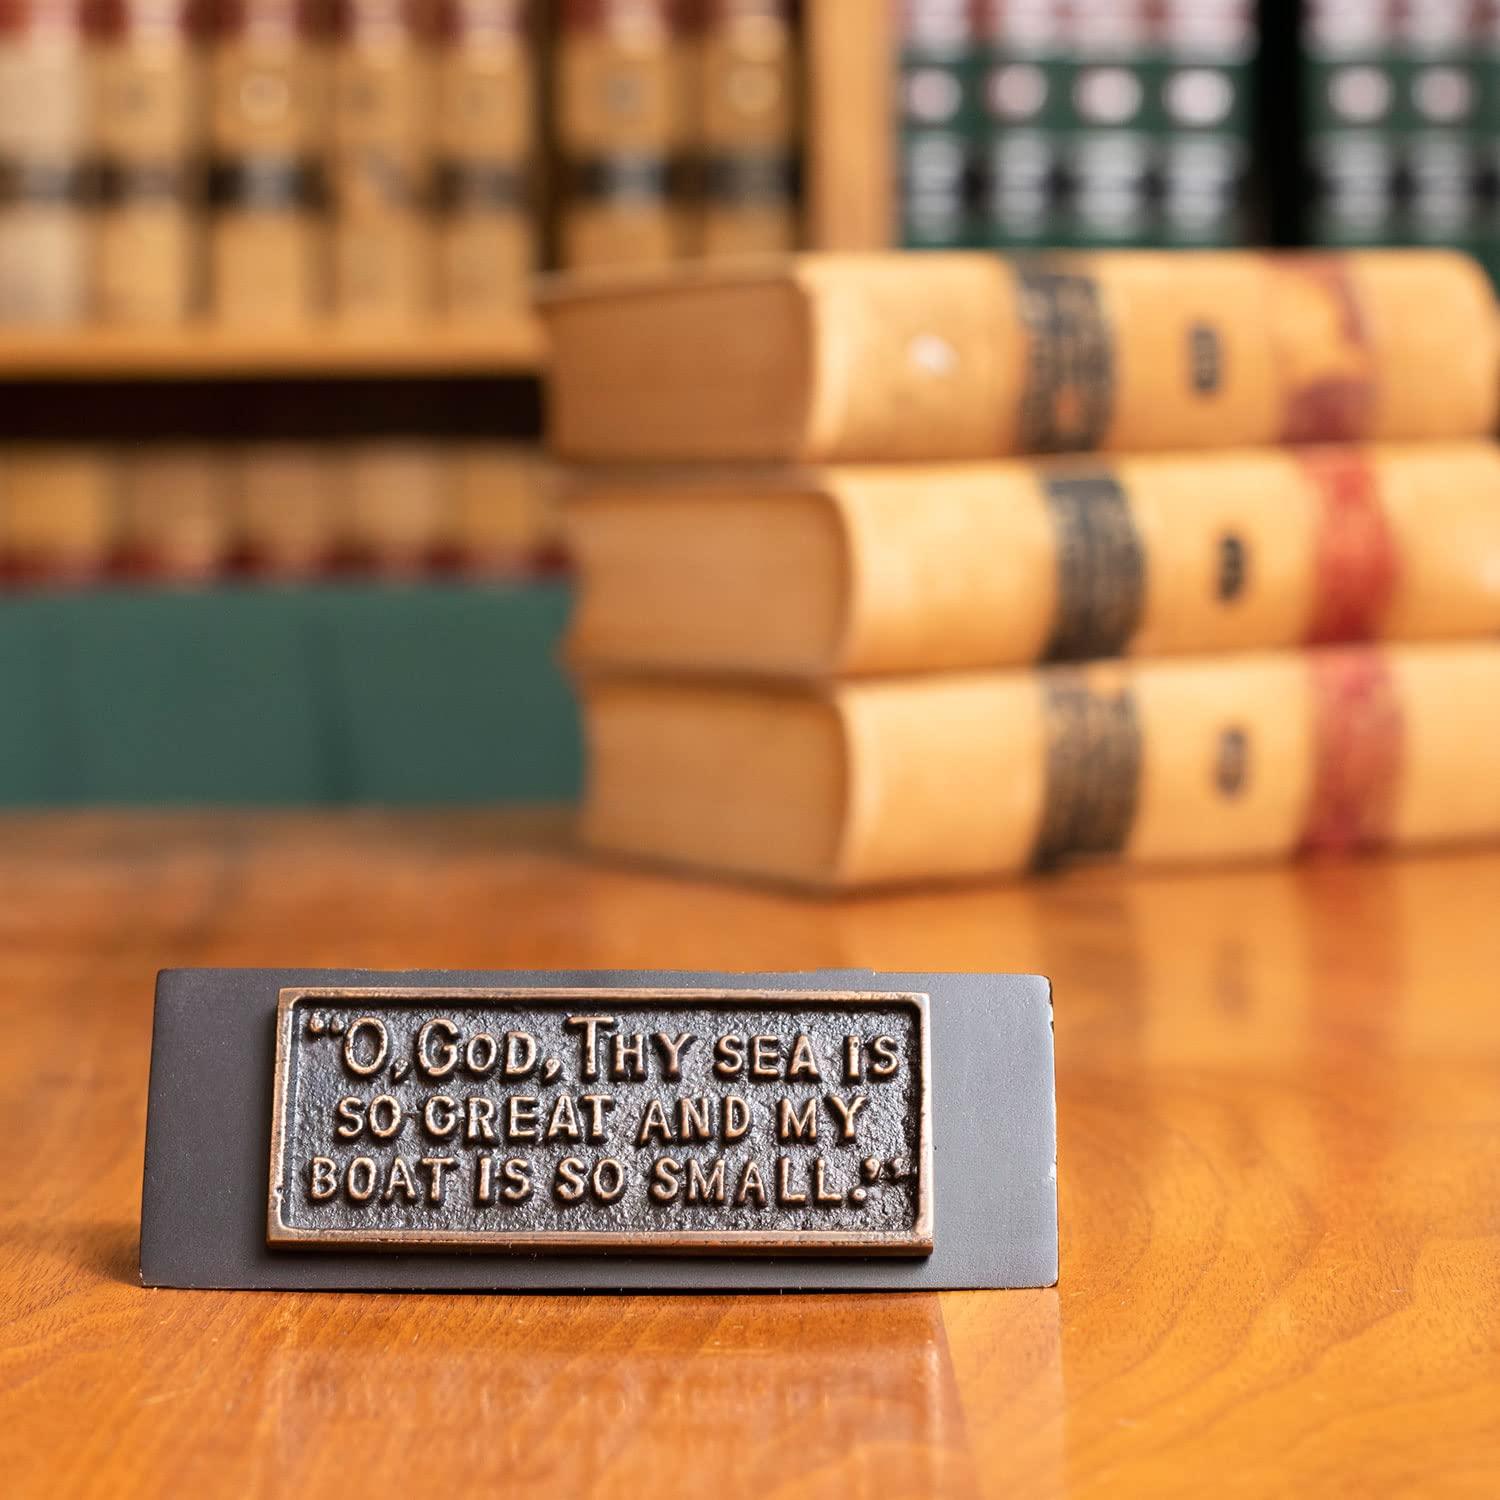 “O, GOD, THY SEA IS
SO GREAT AND MY
BOAT IS SO SMALL.”